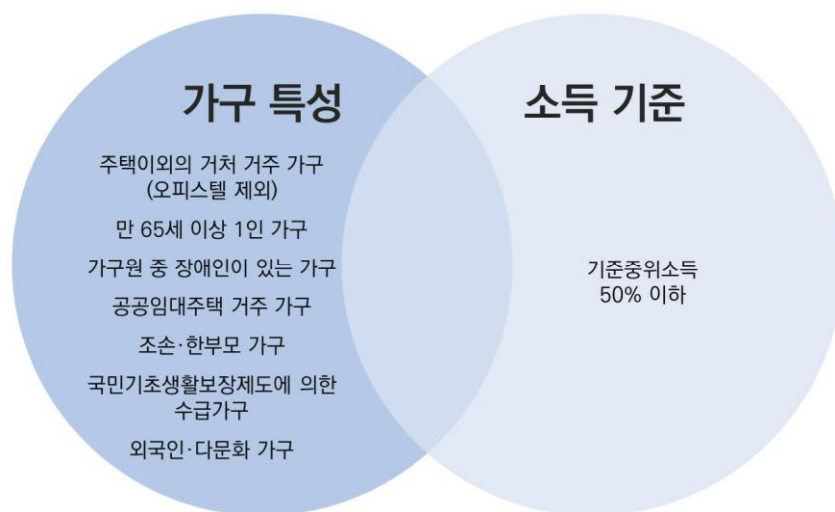 가구 특성
주택이외의 거처 거주 가구
(오피스텔 제외)
만 65세 이상 1인 가구
가구원 중 장애인이 있는 가구
공공임대주택 거주 가구
조손·한부모 가구
국민기초생활보장제도에 의한
수급가구
외국인·다문화 가구
소득 기준
기준중위소득
50% 이하